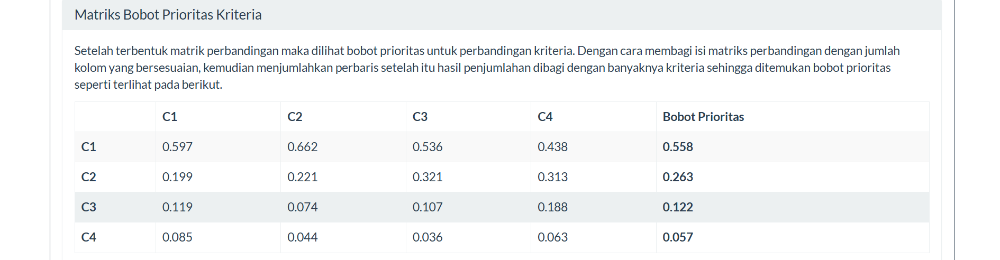 Matriks Bobot Prioritas Kriteria
Setelah terbentuk matrik perbandingan maka dilihat bobot prioritas untuk perbandingan kriteria. Dengan cara membagi isi matriks perbandingan dengan jumlah
kolom yang bersesuaian, kemudian menjumlahkan perbaris setelah itu hasil penjumlahan dibagi dengan banyaknya kriteria sehingga ditemukan bobot prioritas
seperti terlihat pada berikut.
C1 C2 C3 C4 Bobot Prioritas
C1 0.597 0.662 0.536 0.438 0.558
C2 0.199 0.221 0.321 0.313 0.263
C3 0.119 0.074 0.107 0.188 0.122
C4 0.085 0.044 0.036 0.063 0.057